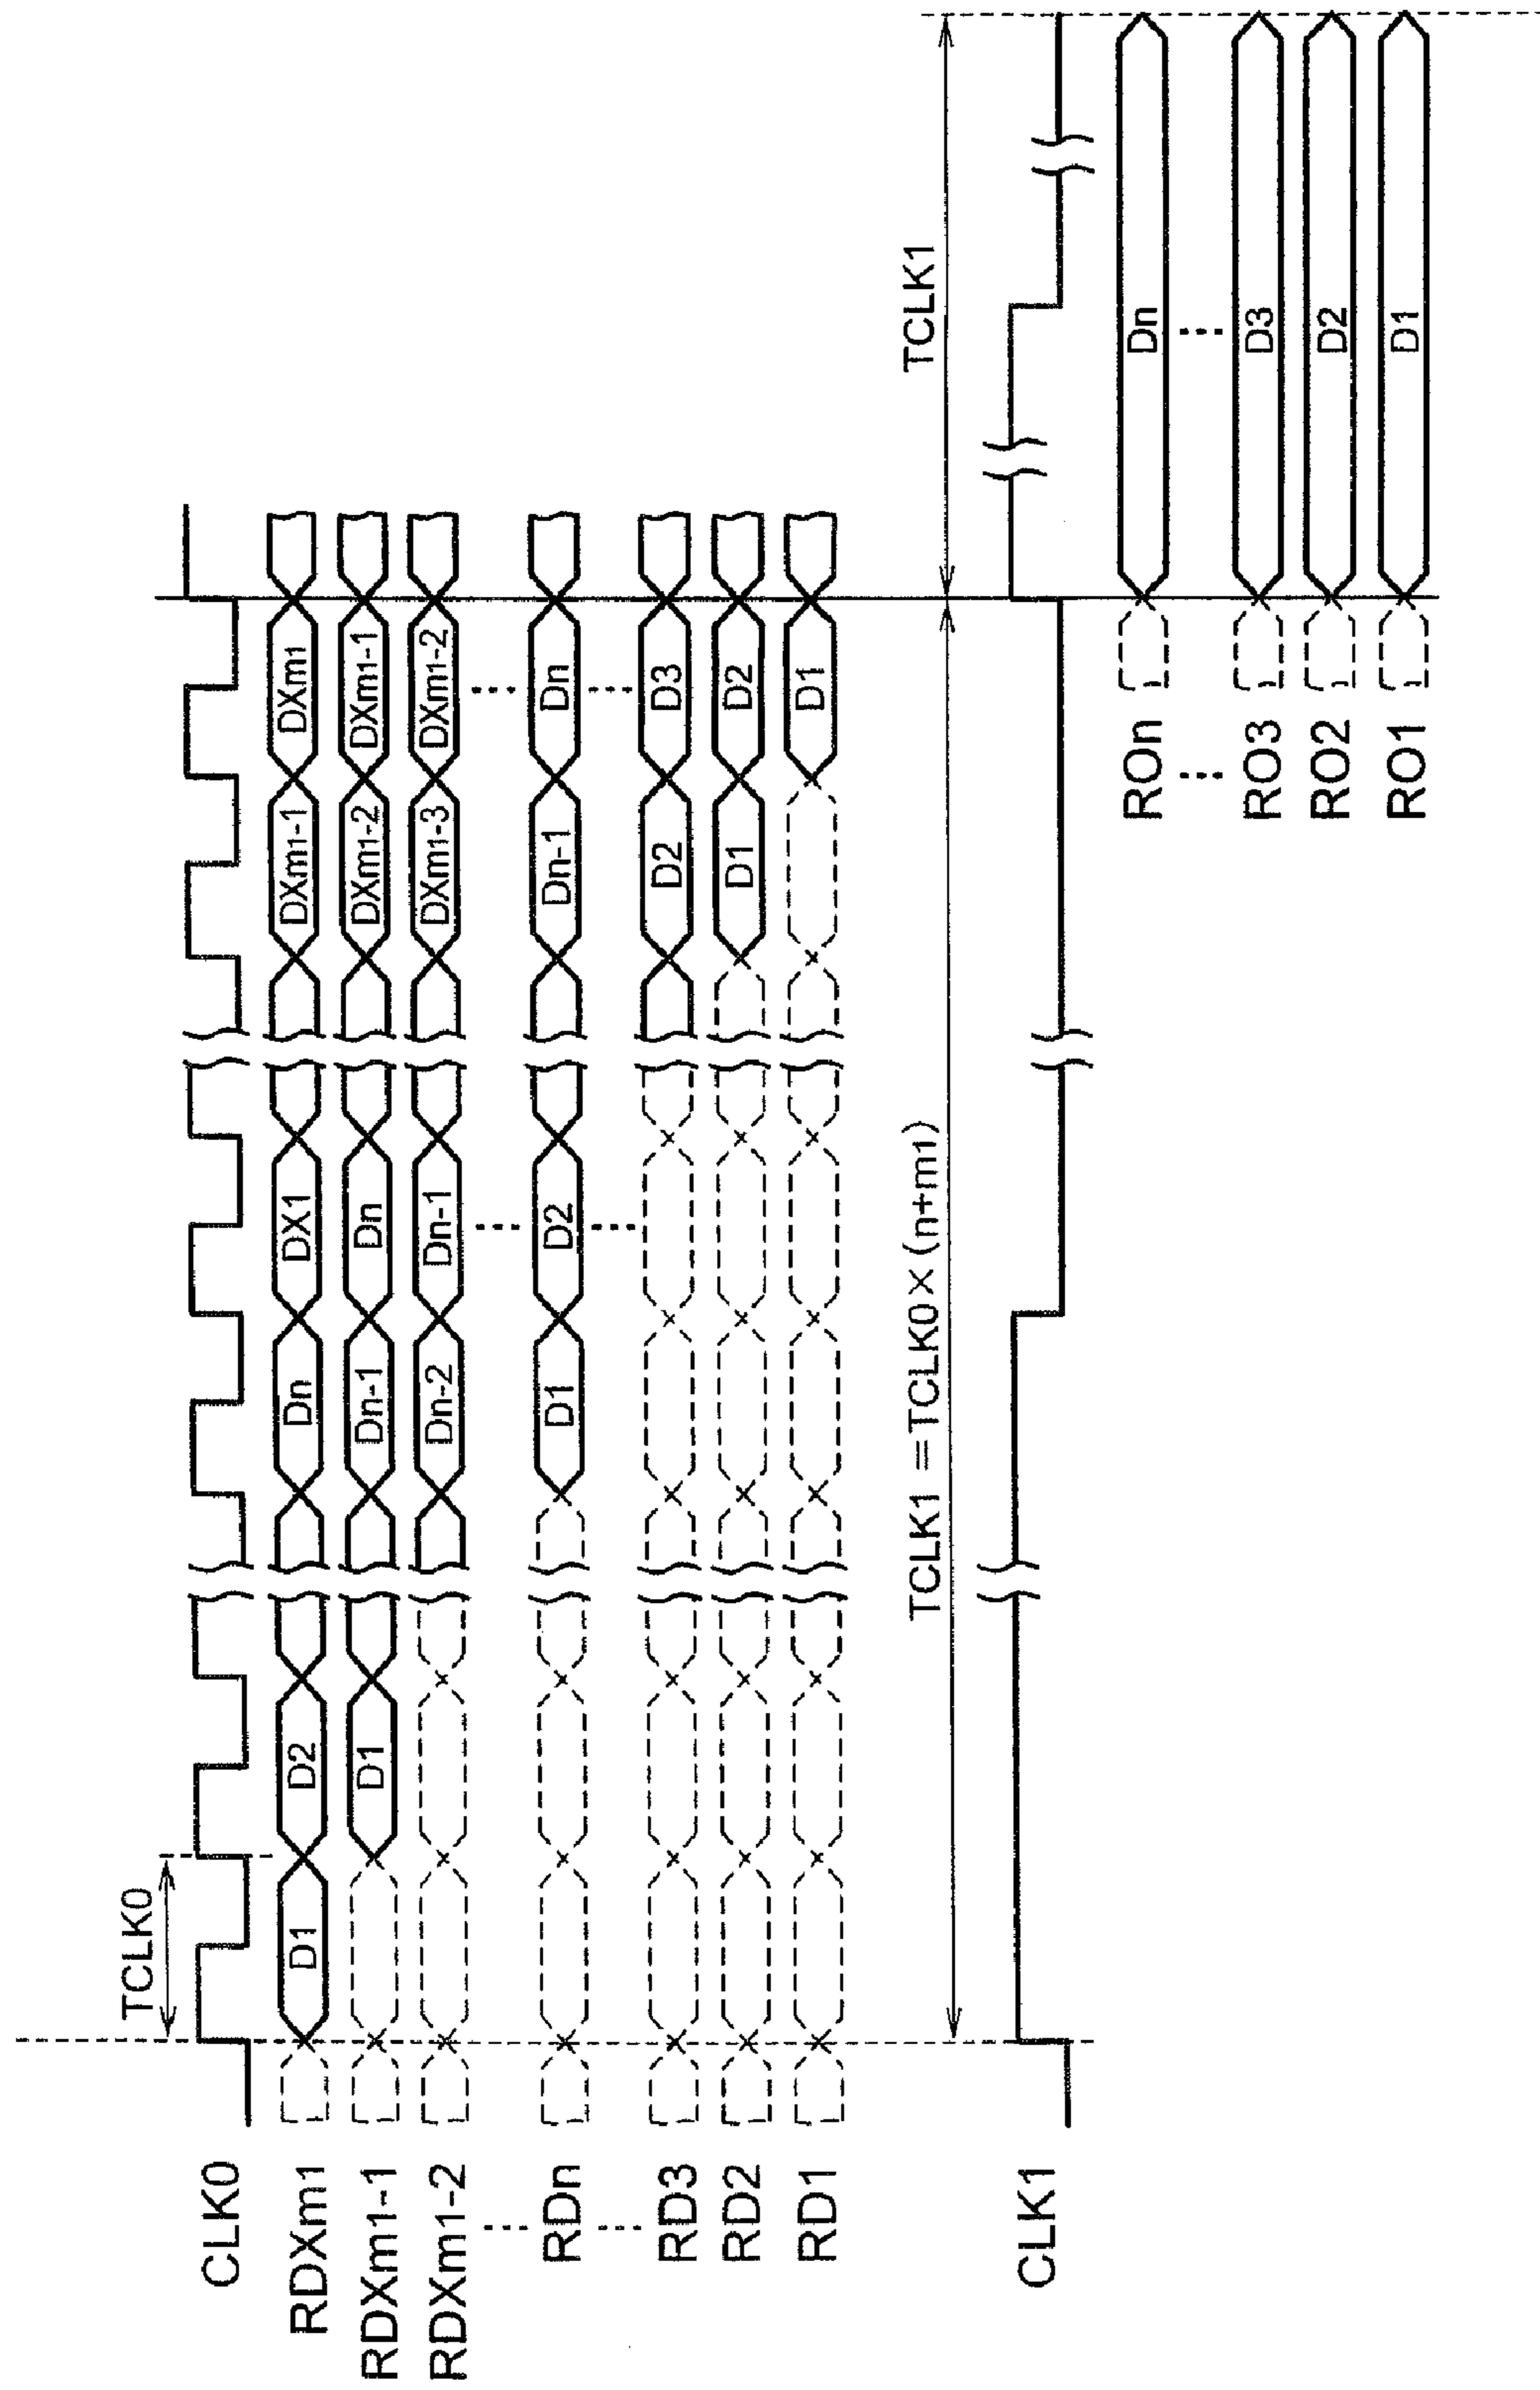 TCLK0
CLK0
RDXm1 D1 D2 Dn DX1 DXm1-1 DXm1
RDXm1-1 D1 Dn-1 Dn DXm1-2 DXm1-1
RDXm1-2 Dn-2 Dn-1 DXm1-3 DXm1-2
RDn D1 D2 Dn-1 Dn
RD3 D2 D3
RD2 D1 D2
RD1 D1
TCLK1=TCLK0×(n+m1) TCLK1
CLK1
ROn Dn
RO3 D3
RO2 D2
RO1 D1